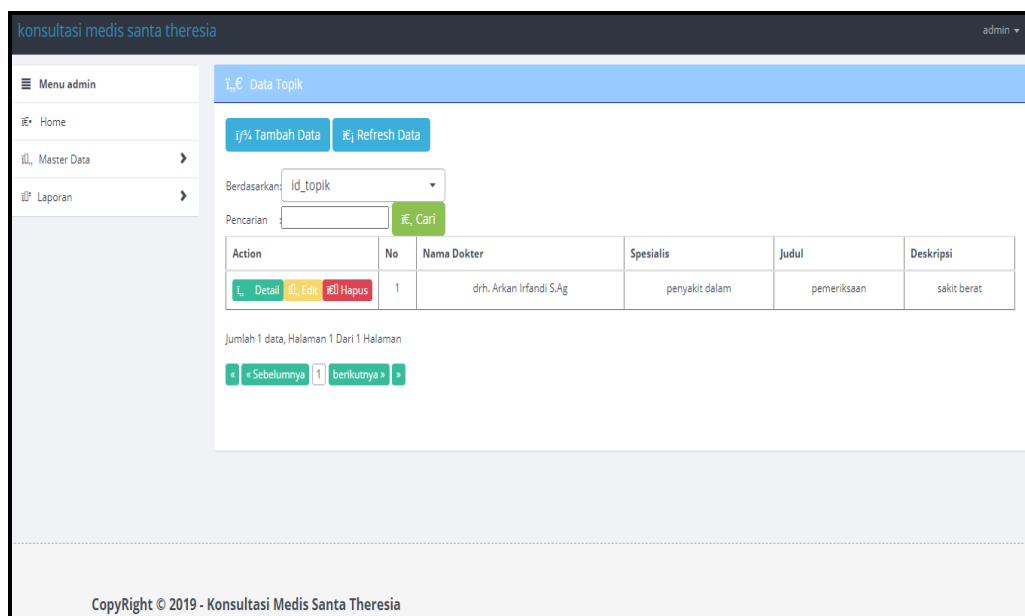 konsultasi medis santa theresia
admin
Menu admin
Home
Master Data
Laporan
ï„€ Data Topik
Tambah Data
Refresh Data
Berdasarkan: id_topik
Pencarian :
Cari
Action No Nama Dokter Spesialis Judul Deskripsi
Detail Edit Hapus 1 drh. Arkan Irfandi S.Ag penyakit dalam pemeriksaan sakit berat
Jumlah 1 data, Halaman 1 Dari 1 Halaman
« « Sebelumnya 1 berikutnya » »
CopyRight © 2019 - Konsultasi Medis Santa Theresia